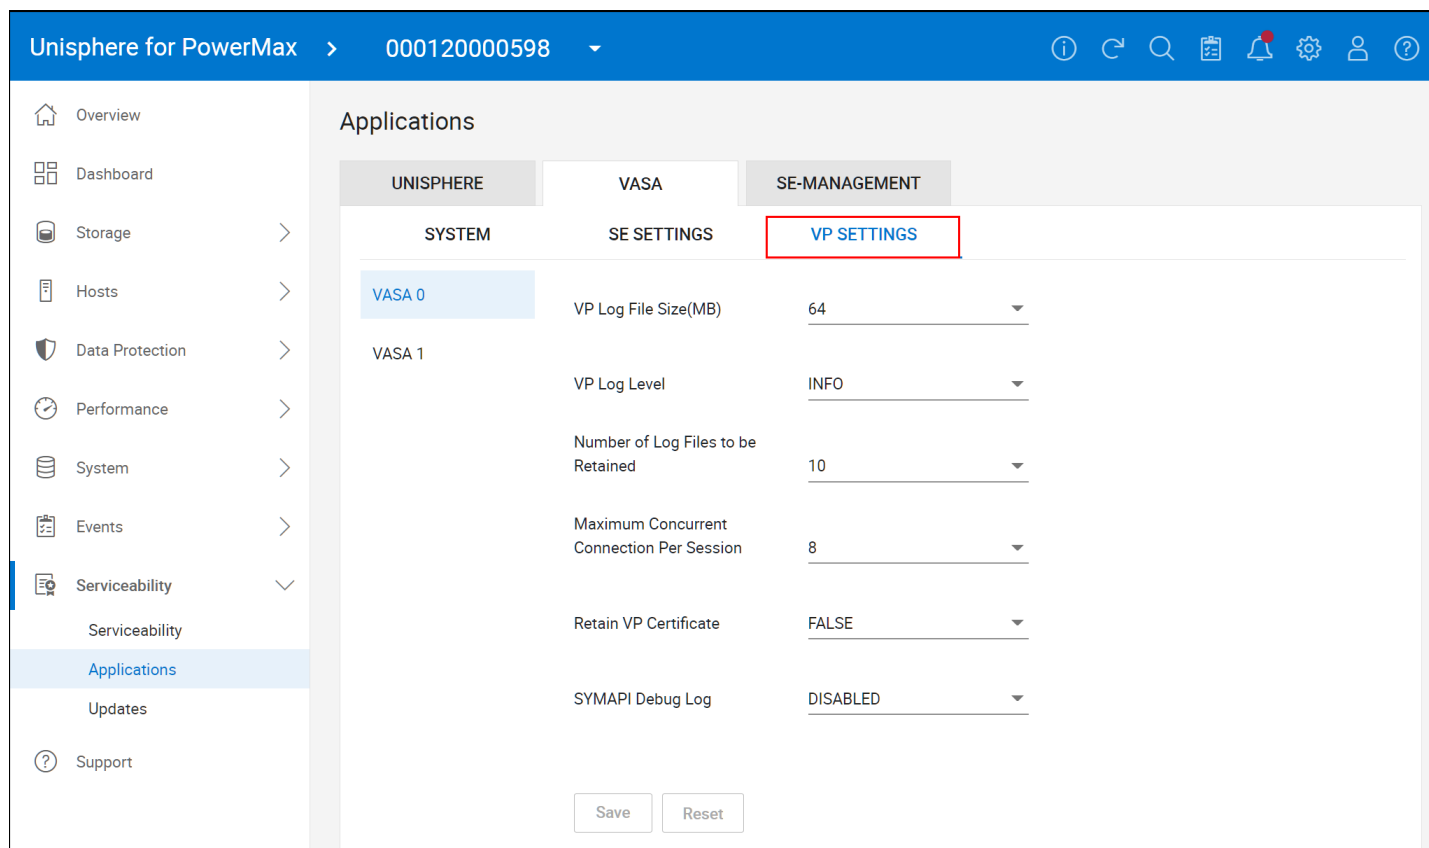 Unisphere for PowerMax > 000120000598
Overview
Dashboard
Storage
Hosts
Data Protection
Performance
System
Events
Serviceability
Serviceability
Applications
Updates
Support
Applications
UNISPHERE VASA SE-MANAGEMENT
SYSTEM SE SETTINGS VP SETTINGS
VASA 0
VASA 1
VP Log File Size(MB) 64
VP Log Level INFO
Number of Log Files to be
Retained 10
Maximum Concurrent
Connection Per Session 8
Retain VP Certificate FALSE
SYMAPI Debug Log DISABLED
Save Reset